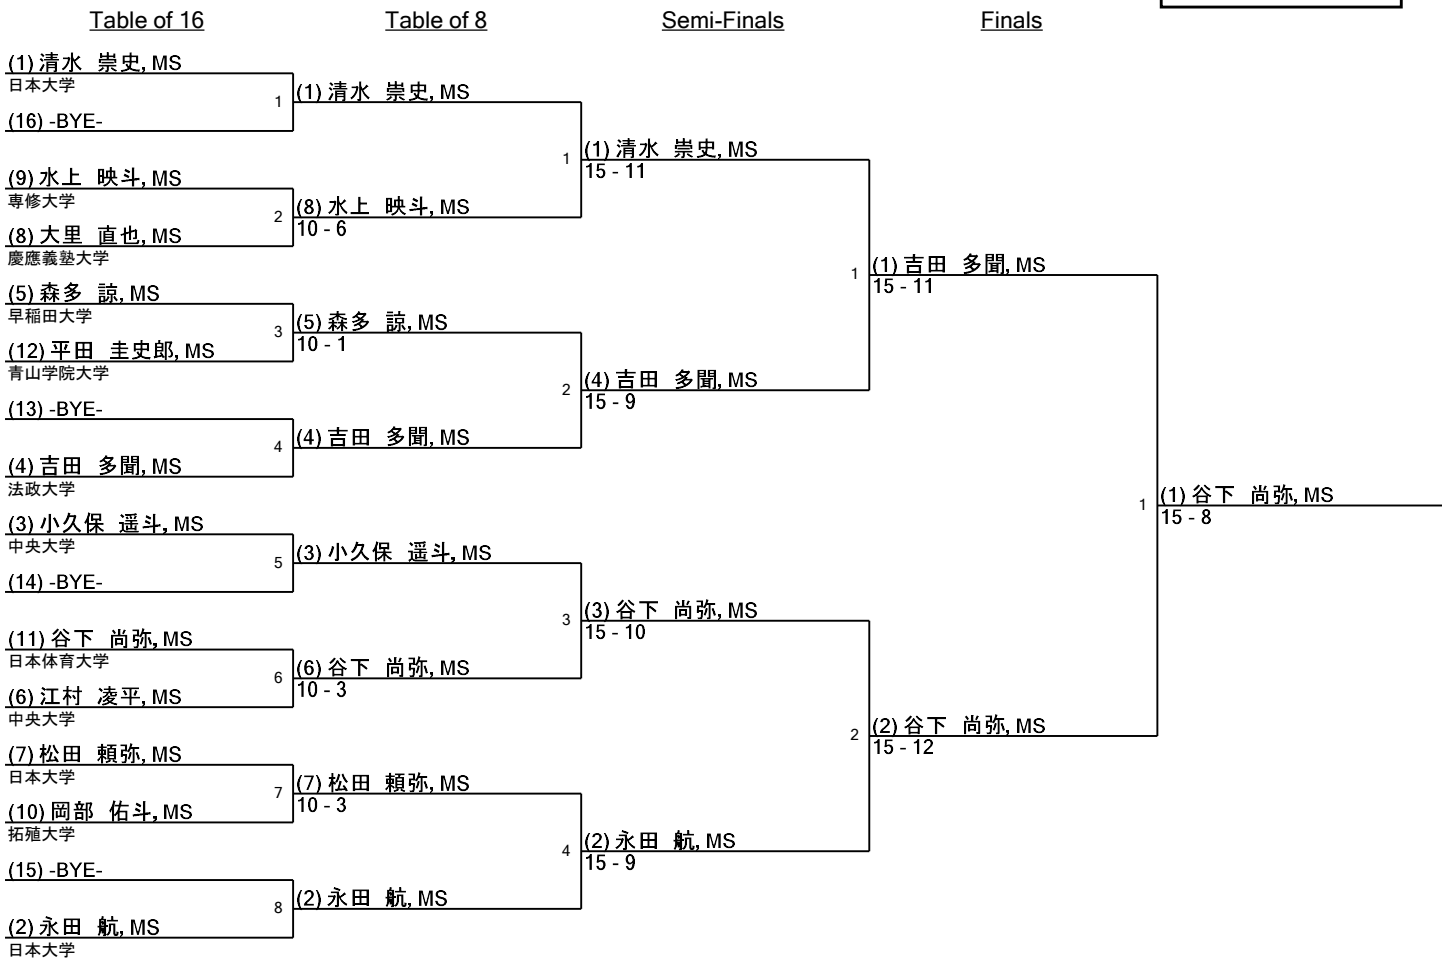 Table of 16
Table of 8
Semi-Finals
Finals
(1) 清水　崇史, MS
日本大学
1
(16) -BYE-
(9) 水上　映斗, MS
専修大学
2
(8) 大里　直也, MS
慶應義塾大学
(5) 森多　諒, MS
早稲田大学
3
(12) 平田　圭史郎, MS
青山学院大学
(13) -BYE-
4
(4) 吉田　多聞, MS
法政大学
(3) 小久保　遥斗, MS
中央大学
5
(14) -BYE-
(11) 谷下　尚弥, MS
日本体育大学
6
(6) 江村　凌平, MS
中央大学
(7) 松田　頼弥, MS
日本大学
7
(10) 岡部　佑斗, MS
拓殖大学
(15) -BYE-
8
(2) 永田　航, MS
日本大学
(1) 清水　崇史, MS
1
(8) 水上　映斗, MS
10 - 6
(5) 森多　諒, MS
10 - 1
2
(4) 吉田　多聞, MS
(3) 小久保　遥斗, MS
3
(6) 谷下　尚弥, MS
10 - 3
(7) 松田　頼弥, MS
10 - 3
4
(2) 永田　航, MS
(1) 清水　崇史, MS
15 - 11
1
(4) 吉田　多聞, MS
15 - 9
(3) 谷下　尚弥, MS
15 - 10
2
(2) 永田　航, MS
15 - 9
(1) 吉田　多聞, MS
15 - 11
1
(2) 谷下　尚弥, MS
15 - 12
(1) 谷下　尚弥, MS
15 - 8